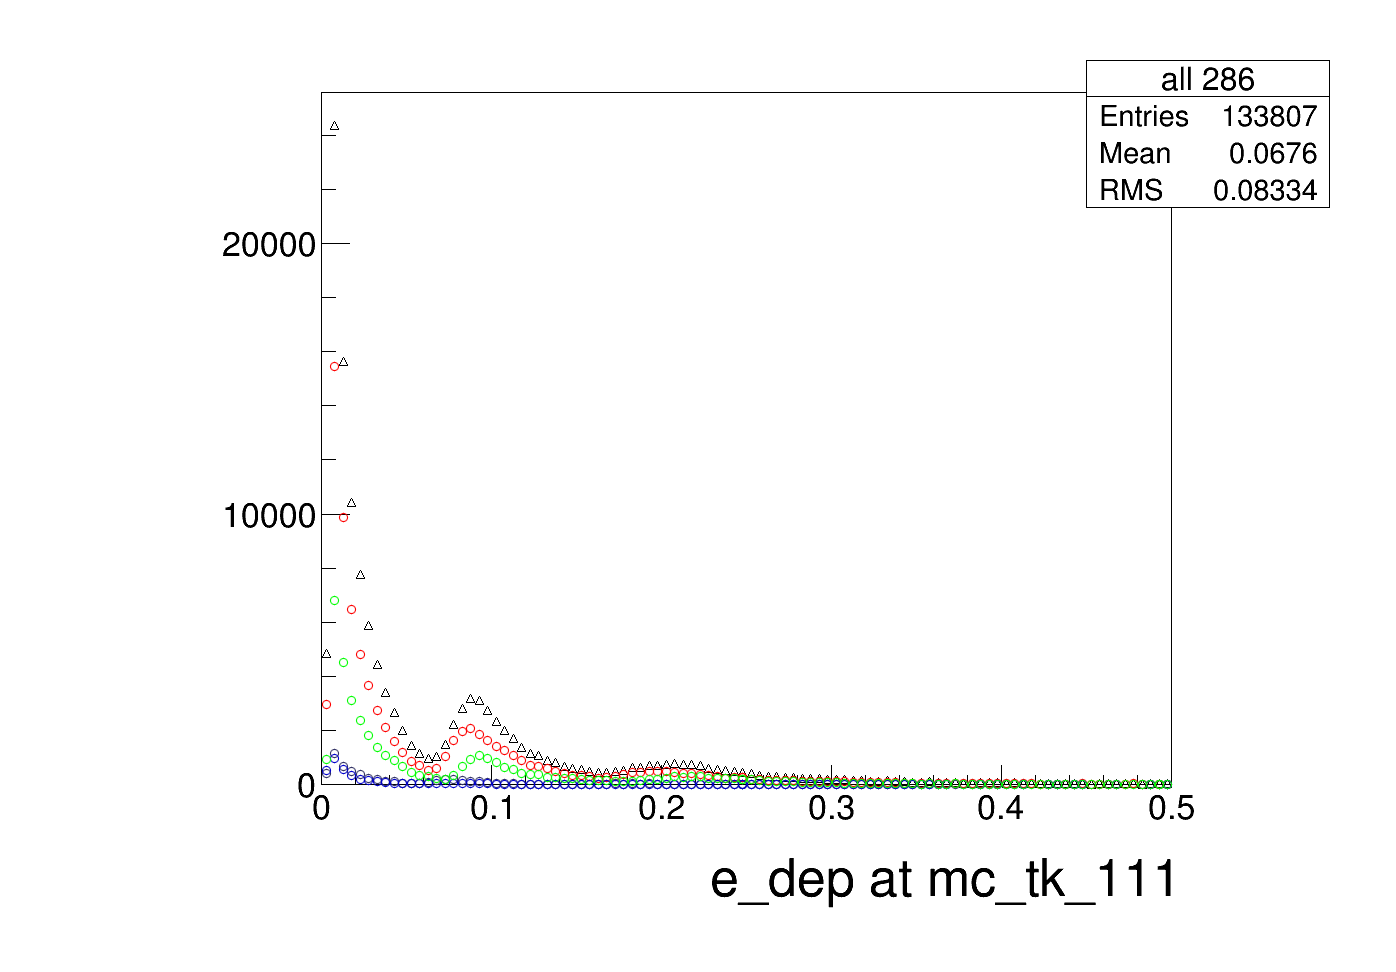 all 286
Entries 133807
Mean 0.0676
RMS 0.08334
20000
10000
0
0 0.1 0.2 0.3 0.4 0.5
e_dep at mc_tk_111